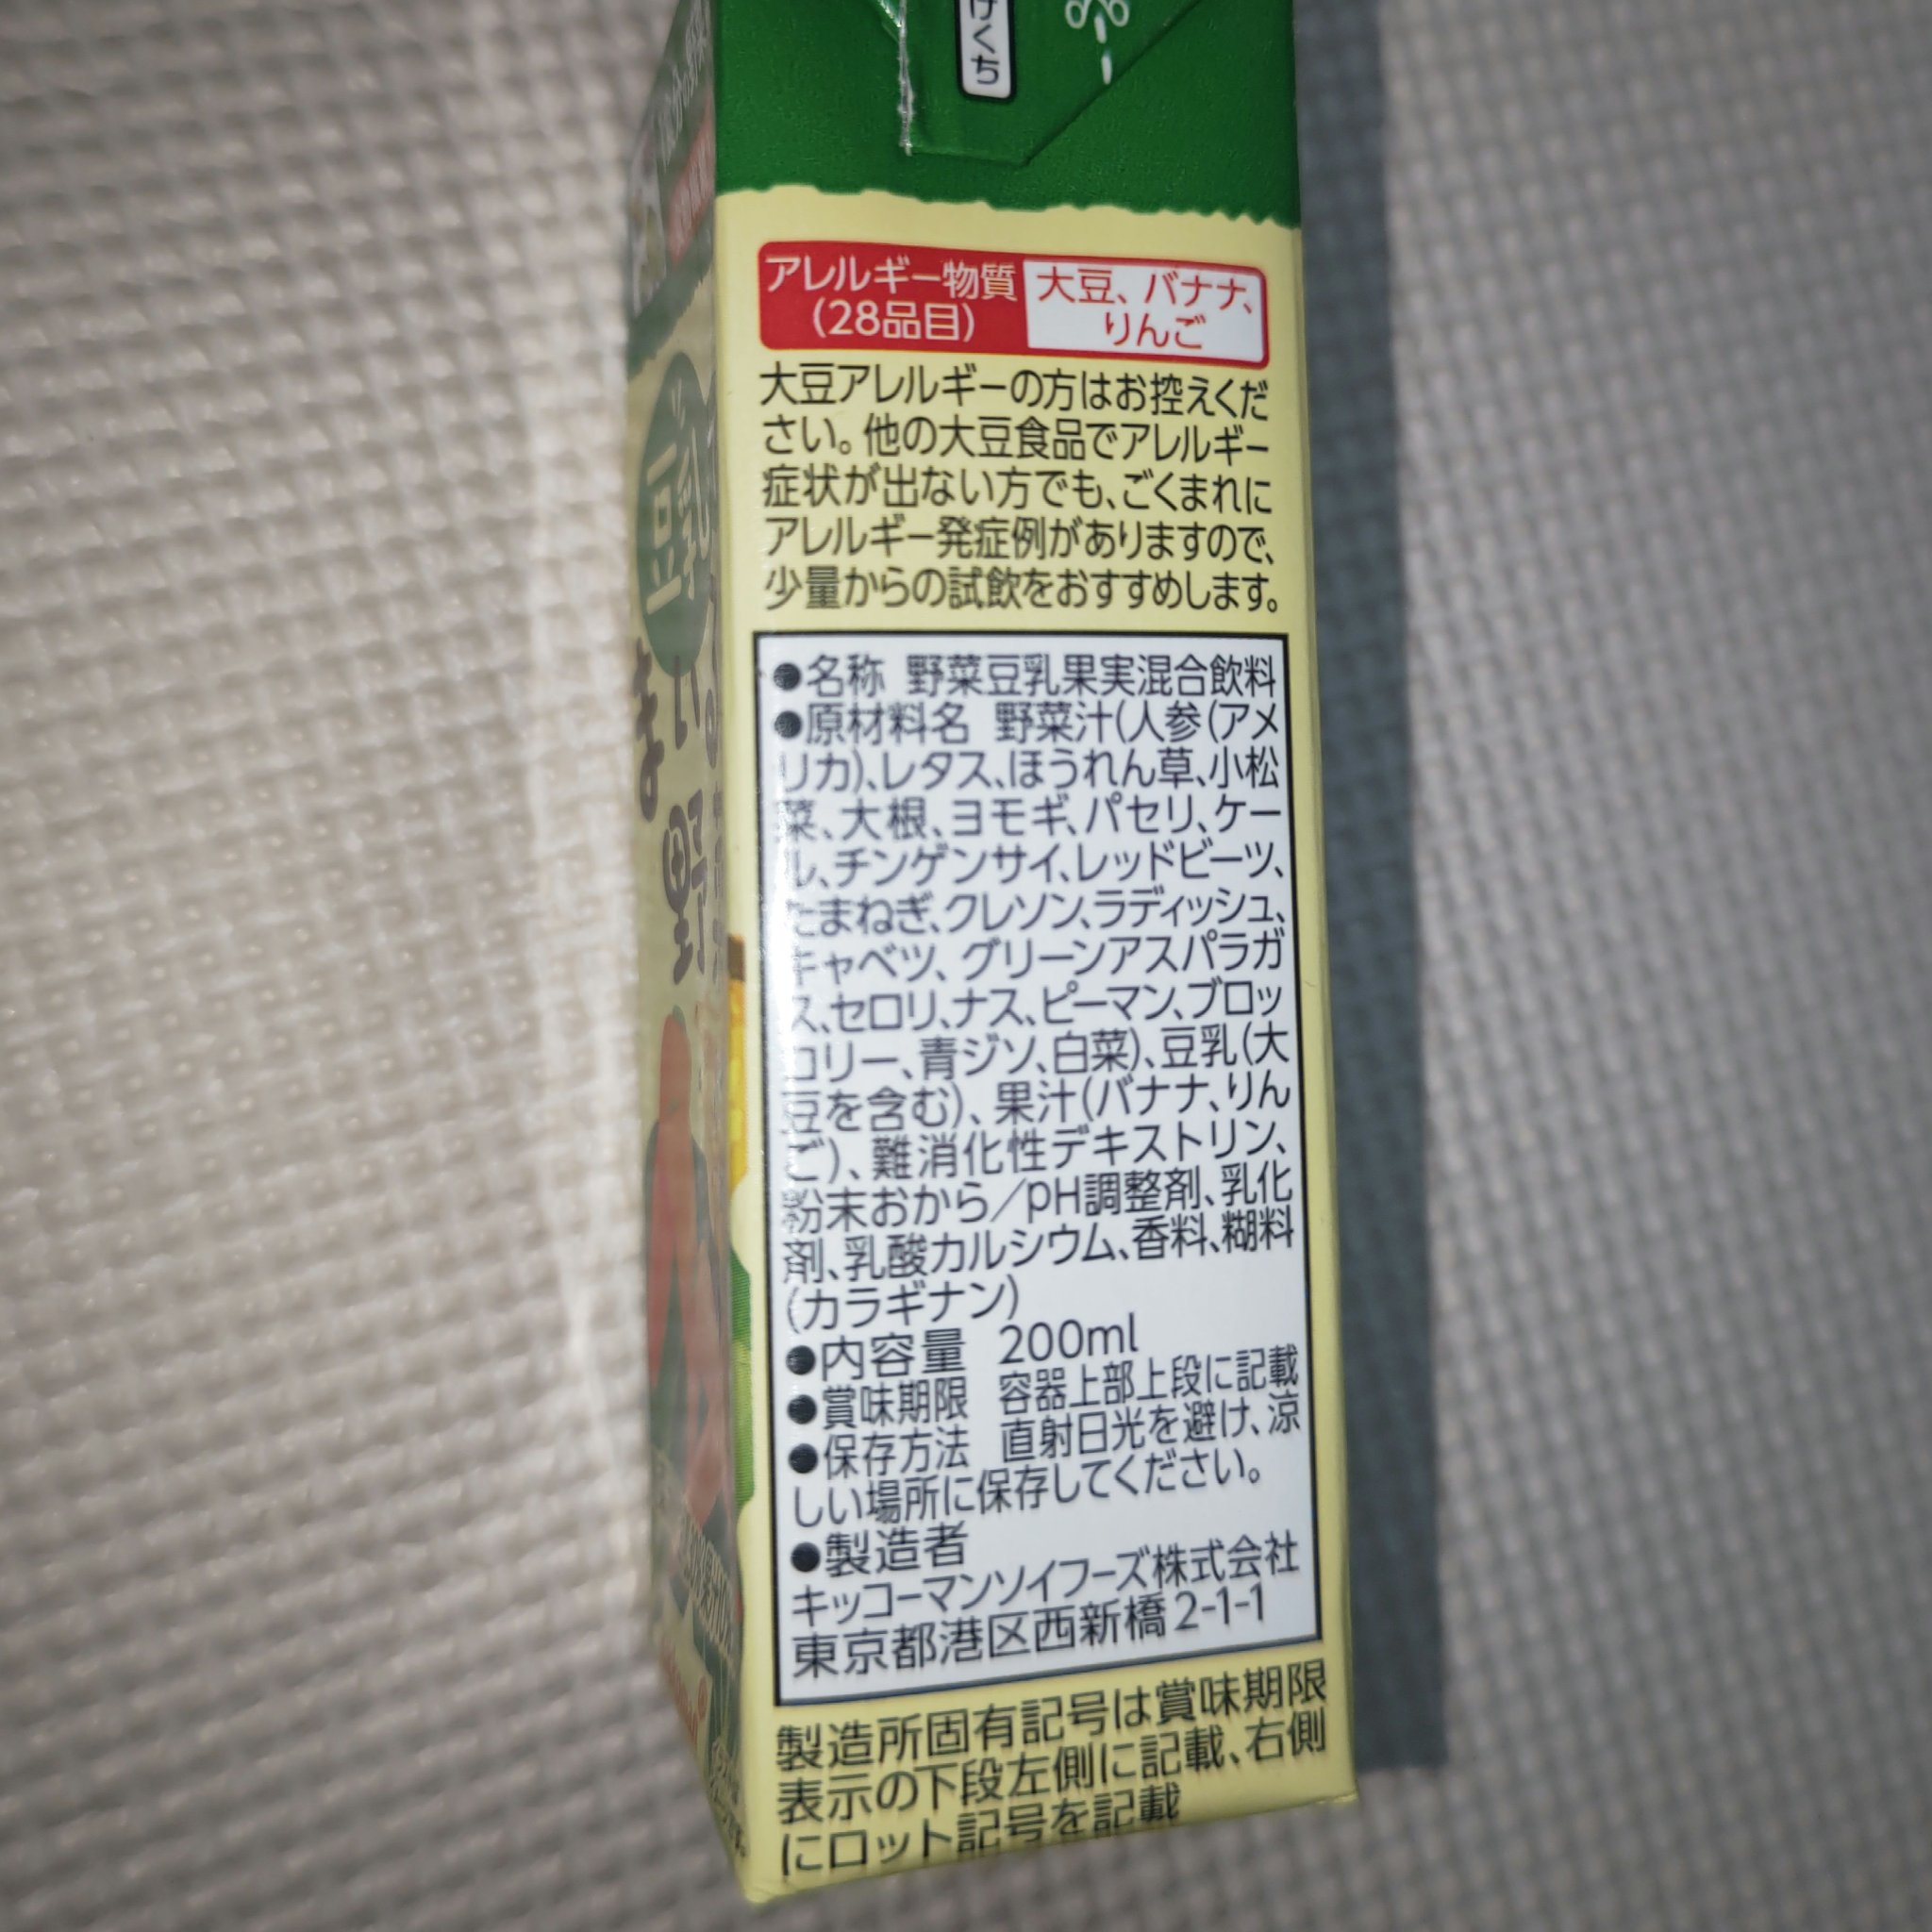 けくち
アレルギー物質
(28品目)
大豆、バナナ、
りんご
大豆アレルギーの方はお控えくだ
さい。他の大豆食品でアレルギー
症状が出ない方でも、ごくまれに
アレルギー発症例がありますので、
少量からの試飲をおすすめします。
●名称 野菜豆乳果実混合飲料
●原材料名 野菜汁(人参(アメ
リカ)、レタス、ほうれん草、小松
菜、大根、ヨモギ、パセリ、ケー
ル、チンゲンサイ、レッドビーツ、
たまねぎ、クレソン、ラディッシュ、
キャベツ、グリーンアスパラガ
ス、セロリ、ナス、ピーマン、ブロッ
コリー、青ジソ、白菜)、豆乳(大
豆を含む)、果汁(バナナ、りん
ご)、難消化性デキストリン、
粉末おから/pH調整剤、乳化
剤、乳酸カルシウム、香料、糊料
(カラギナン)
●内容量 200ml
●賞味期限 容器上部上段に記載
●保存方法 直射日光を避け、涼
しい場所に保存してください。
●製造者
キッコーマンソイフーズ株式会社
東京都港区西新橋2-1-1
製造所固有記号は賞味期限
表示の下段左側に記載、右側
にロット記号を記載
豆乳
野